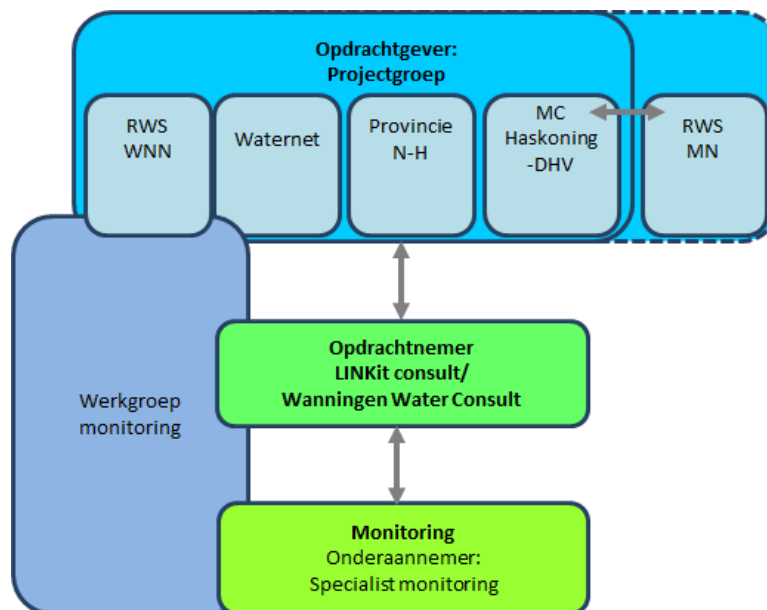 Opdrachtgever:
Projectgroep
RWS
WNN
Waternet
Provincie
N-H
MC
Haskoning
-DHV
RWS
MN
Opdrachtnemer
LINKit consult/
Wanningen Water Consult
Werkgroep
monitoring
Monitoring
Onderaannemer:
Specialist monitoring